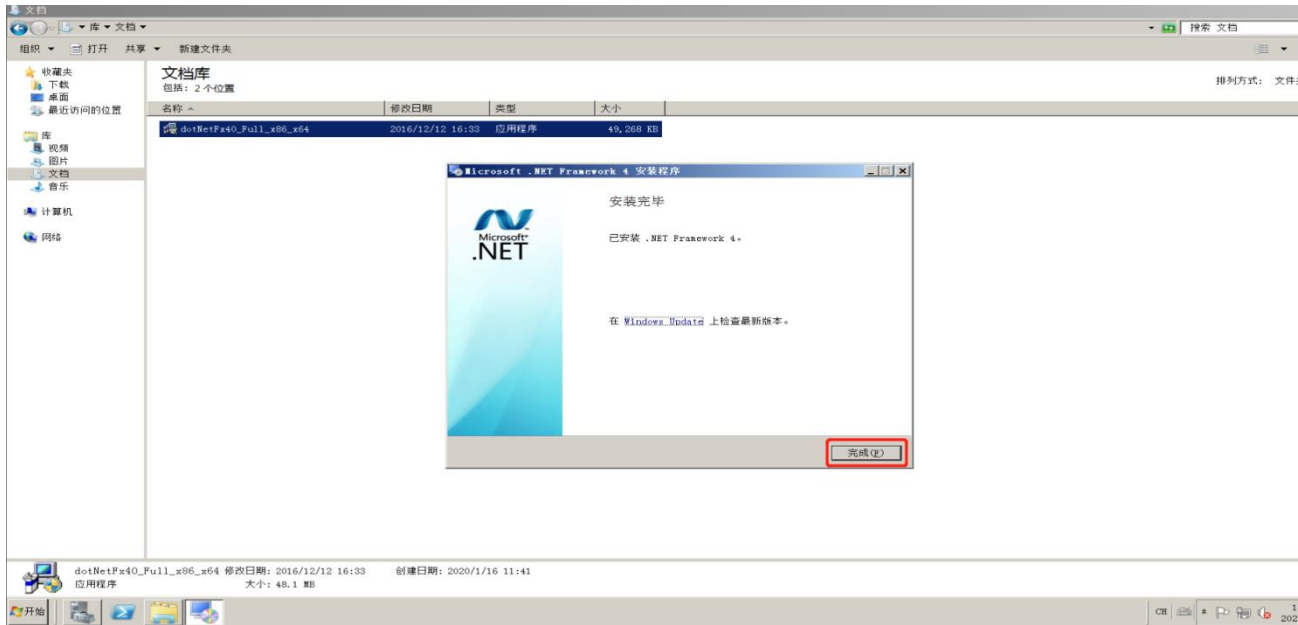 文档
库 文档
搜索 文档
组织 打开 共享 新建文件夹
收藏夹
下载
桌面
最近访问的位置
库
视频
图片
文档
音乐
计算机
网络
文档库
包括: 2 个位置
排列方式: 文件
名称 修改日期 类型 大小
dotNetFx40_Full_x86_x64 2016/12/12 16:33 应用程序 49,268 KB
Microsoft .NET Framework 4 安装程序
Microsoft
.NET
安装完毕
已安装 .NET Framework 4。
在 Windows Update 上检查最新版本。
完成(F)
dotNetFx40_Full_x86_x64 修改日期: 2016/12/12 16:33 创建日期: 2020/1/16 11:41
应用程序 大小: 48.1 MB
开始
CH
1
202